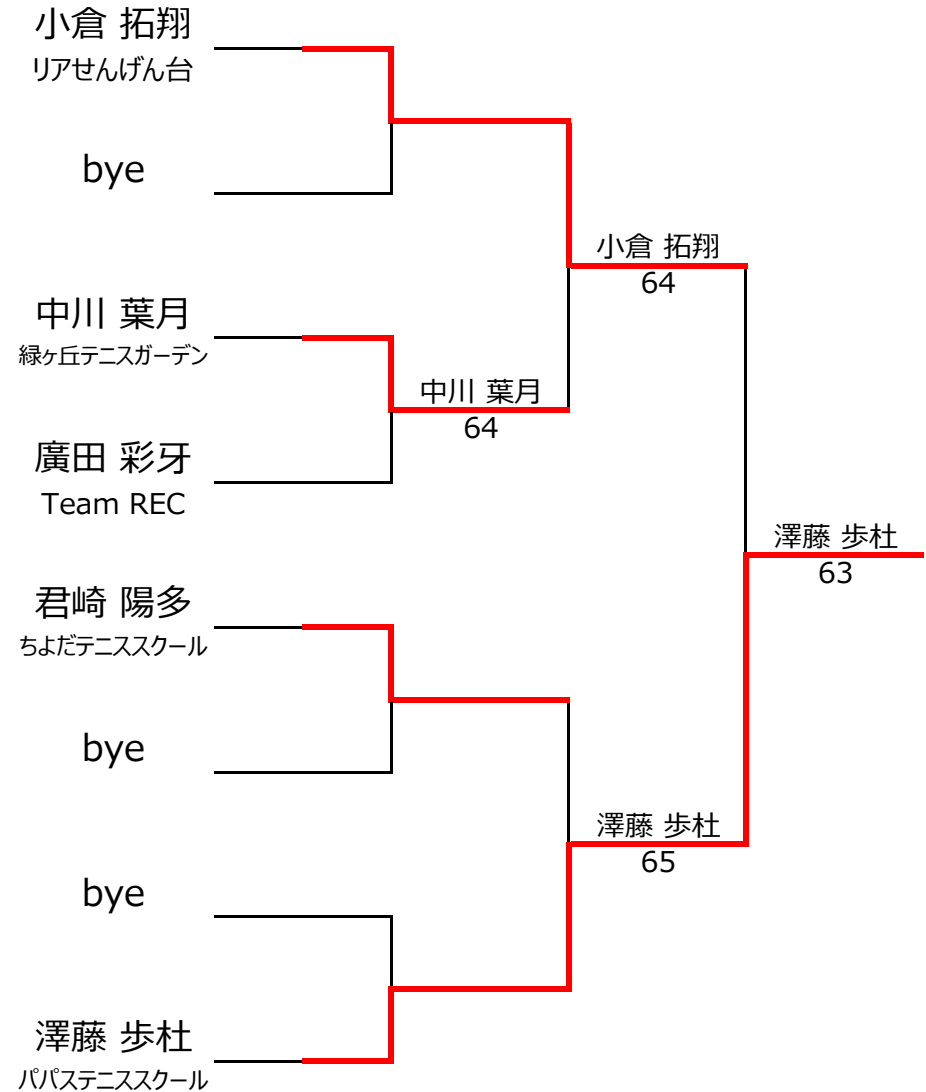 小倉 拓翔
リアせんげん台
bye
中川 葉月
緑ヶ丘テニスガーデン
廣田 彩牙
Team REC
君崎 陽多
ちよだテニススクール
bye
bye
澤藤 歩杜
パパステニススクール
中川 葉月
64
小倉 拓翔
64
澤藤 歩杜
65
澤藤 歩杜
63